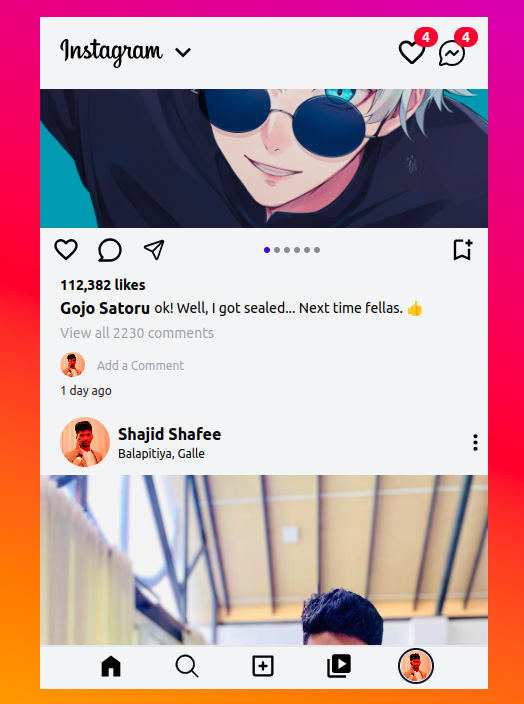 Instagram
4
4
112,382 likes
Gojo Satoru ok! Well, I got sealed... Next time fellas. 👍
View all 2230 comments
Add a Comment
1 day ago
Shajid Shafee
Balapitiya, Galle